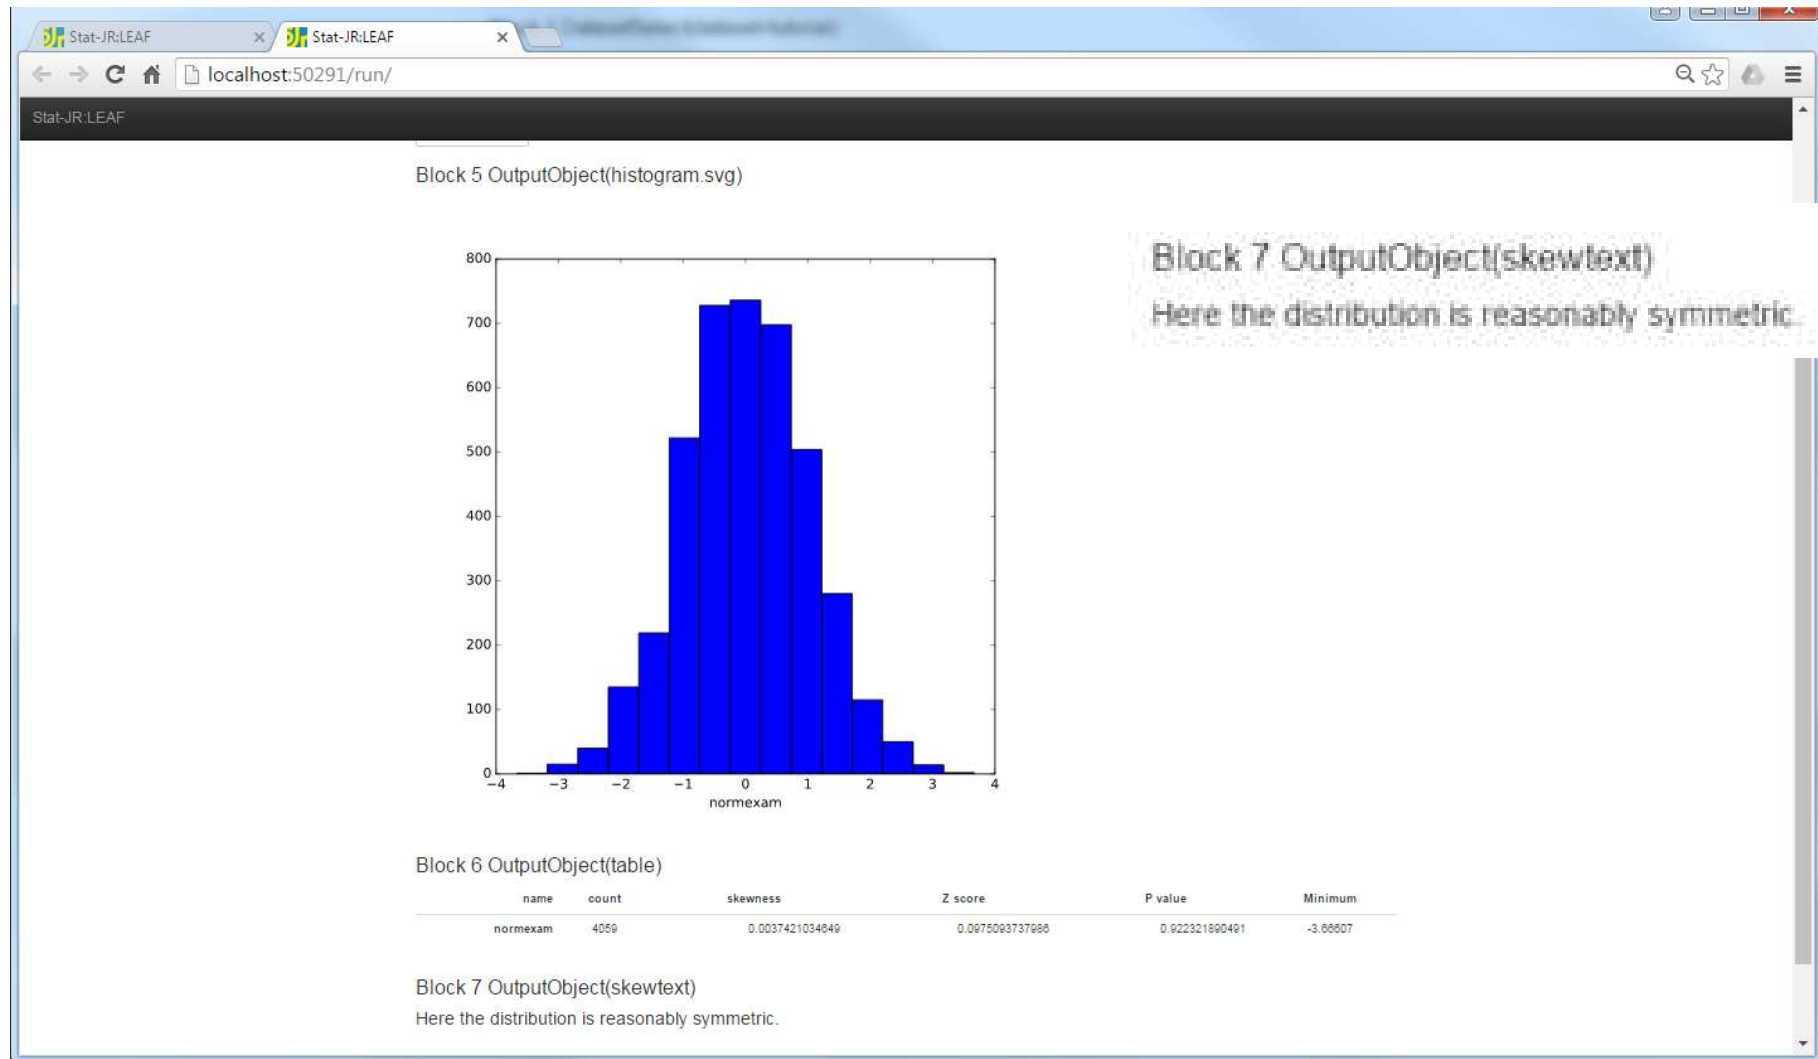 Stat-JR:LEAF
Stat-JR:LEAF
localhost:50291/run/
Stat-JR:LEAF
Block 5 OutputObject(histogram.svg)
Block 7 OutputObject(skewtext)
Here the distribution is reasonably symmetric.
800
700
600
500
400
300
200
100
0
−4 −3 −2 −1 0 1 2 3 4
normexam
Block 6 OutputObject(table)
name count skewness Z score P value Minimum
normexam 4059 0.0037421034649 0.0975093737986 0.922321890491 -3.66607
Block 7 OutputObject(skewtext)
Here the distribution is reasonably symmetric.